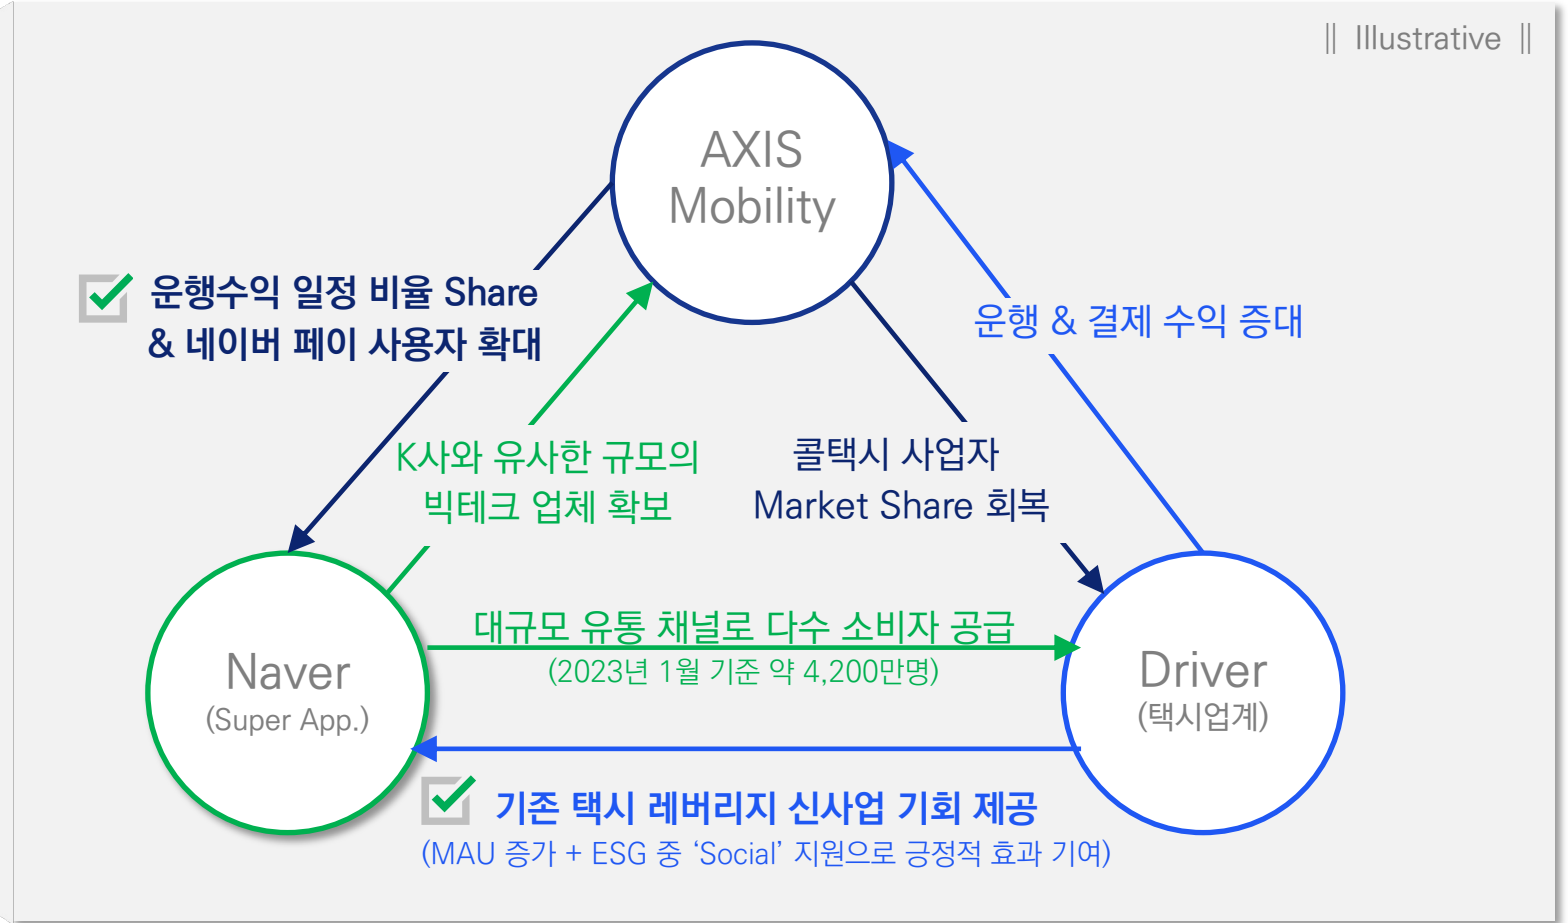 || Illustrative ||
AXIS
Mobility
운행수익 일정 비율 Share
& 네이버 페이 사용자 확대
운행 & 결제 수익 증대
K사와 유사한 규모의
빅테크 업체 확보
콜택시 사업자
Market Share 회복
대규모 유통 채널로 다수 소비자 공급
(2023년 1월 기준 약 4,200만명)
Naver
(Super App.)
Driver
(택시업계)
기존 택시 레버리지 신사업 기회 제공
(MAU 증가 + ESG 중 ‘Social’ 지원으로 긍정적 효과 기여)